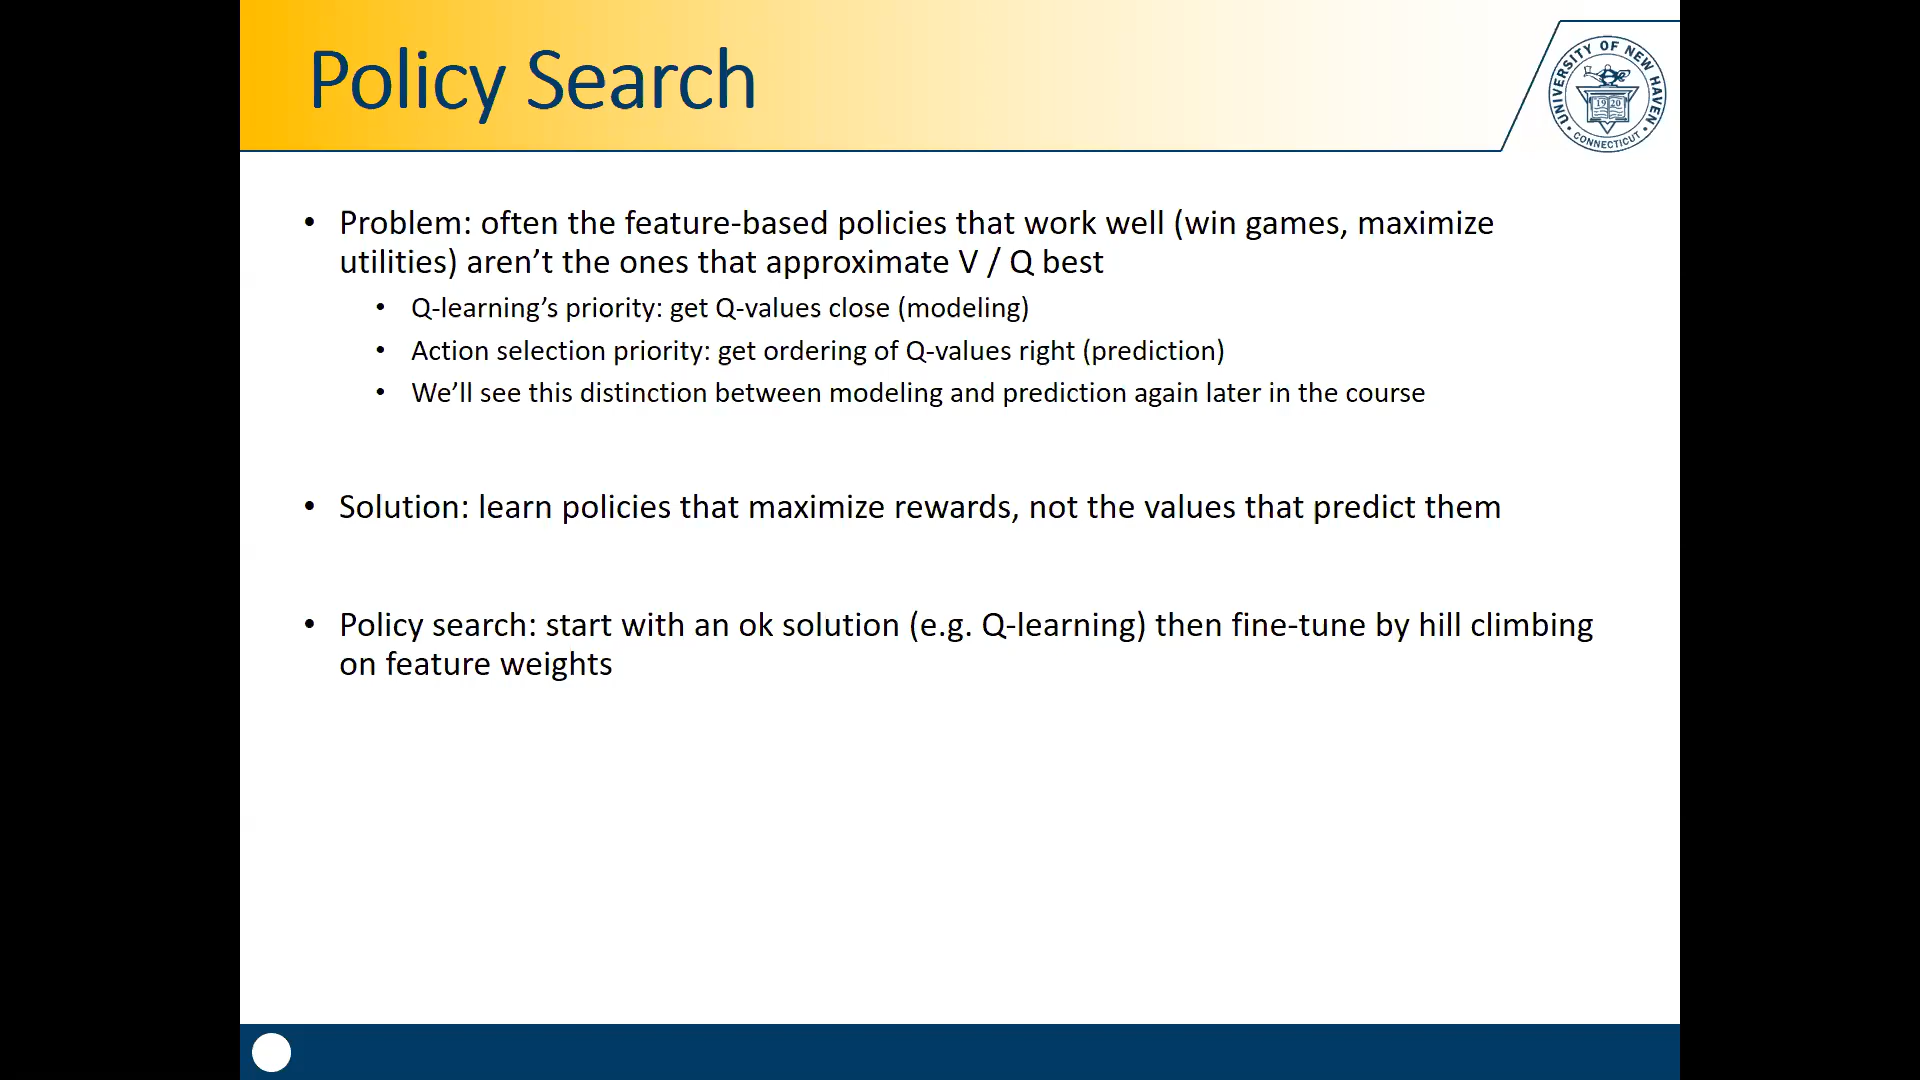 Policy Search
UNIVERSITY OF NEW HAVEN
1920
CONNECTICUT
• Problem: often the feature-based policies that work well (win games, maximize
utilities) aren’t the ones that approximate V / Q best
• Q-learning’s priority: get Q-values close (modeling)
• Action selection priority: get ordering of Q-values right (prediction)
• We’ll see this distinction between modeling and prediction again later in the course
• Solution: learn policies that maximize rewards, not the values that predict them
• Policy search: start with an ok solution (e.g. Q-learning) then fine-tune by hill climbing
on feature weights